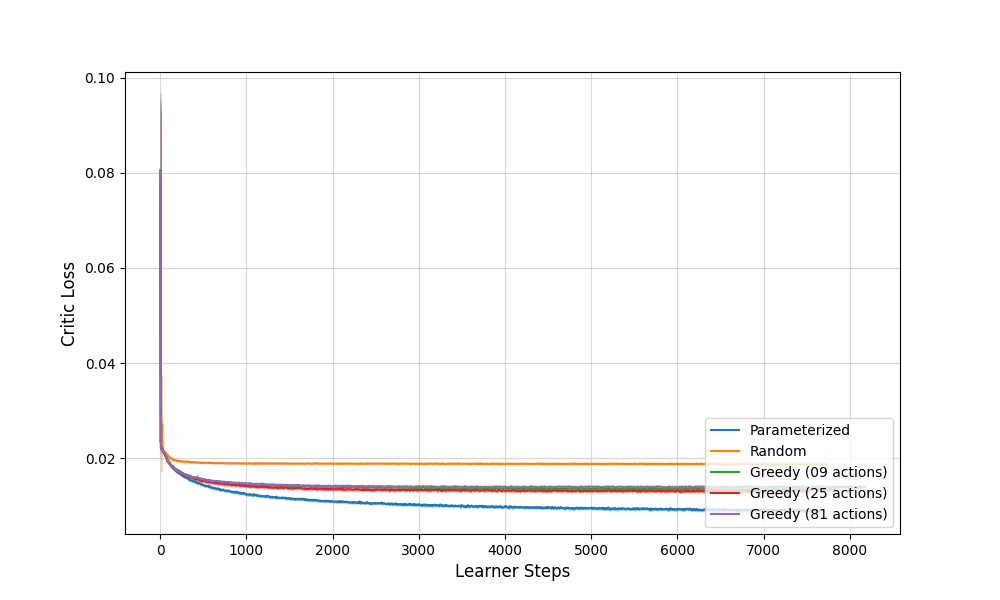 0.10
0.08
0.06
0.04
0.02
Critic Loss
0 1000 2000 3000 4000 5000 6000 7000 8000
Learner Steps
Parameterized
Random
Greedy (09 actions)
Greedy (25 actions)
Greedy (81 actions)